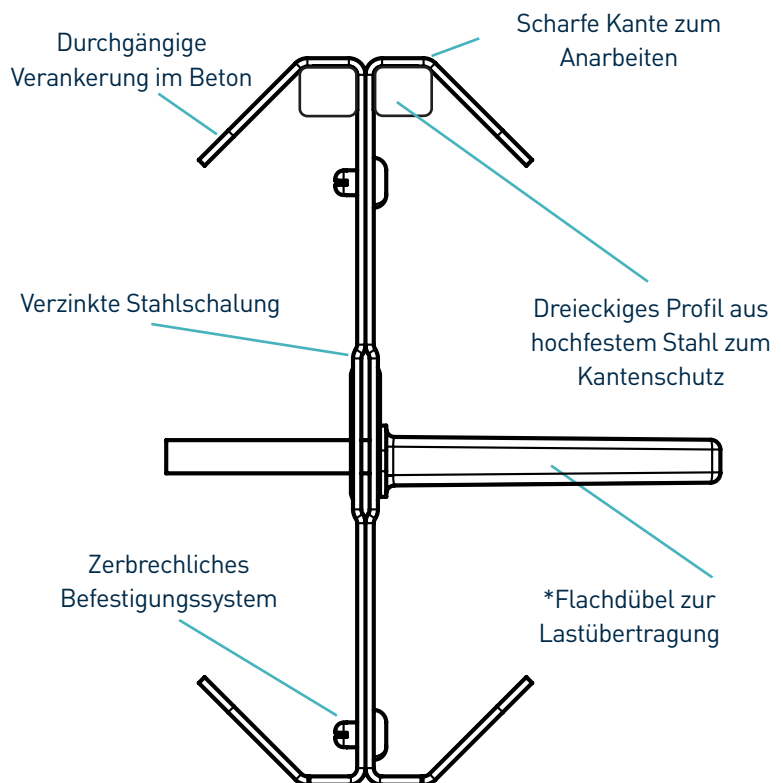 Durchgängige
Verankerung im Beton
Scharfe Kante zum
Anarbeiten
Verzinkte Stahlschalung
Dreieckiges Profil aus
hochfestem Stahl zum
Kantenschutz
Zerbrechliches
Befestigungssystem
*Flachdübel zur
Lastübertragung